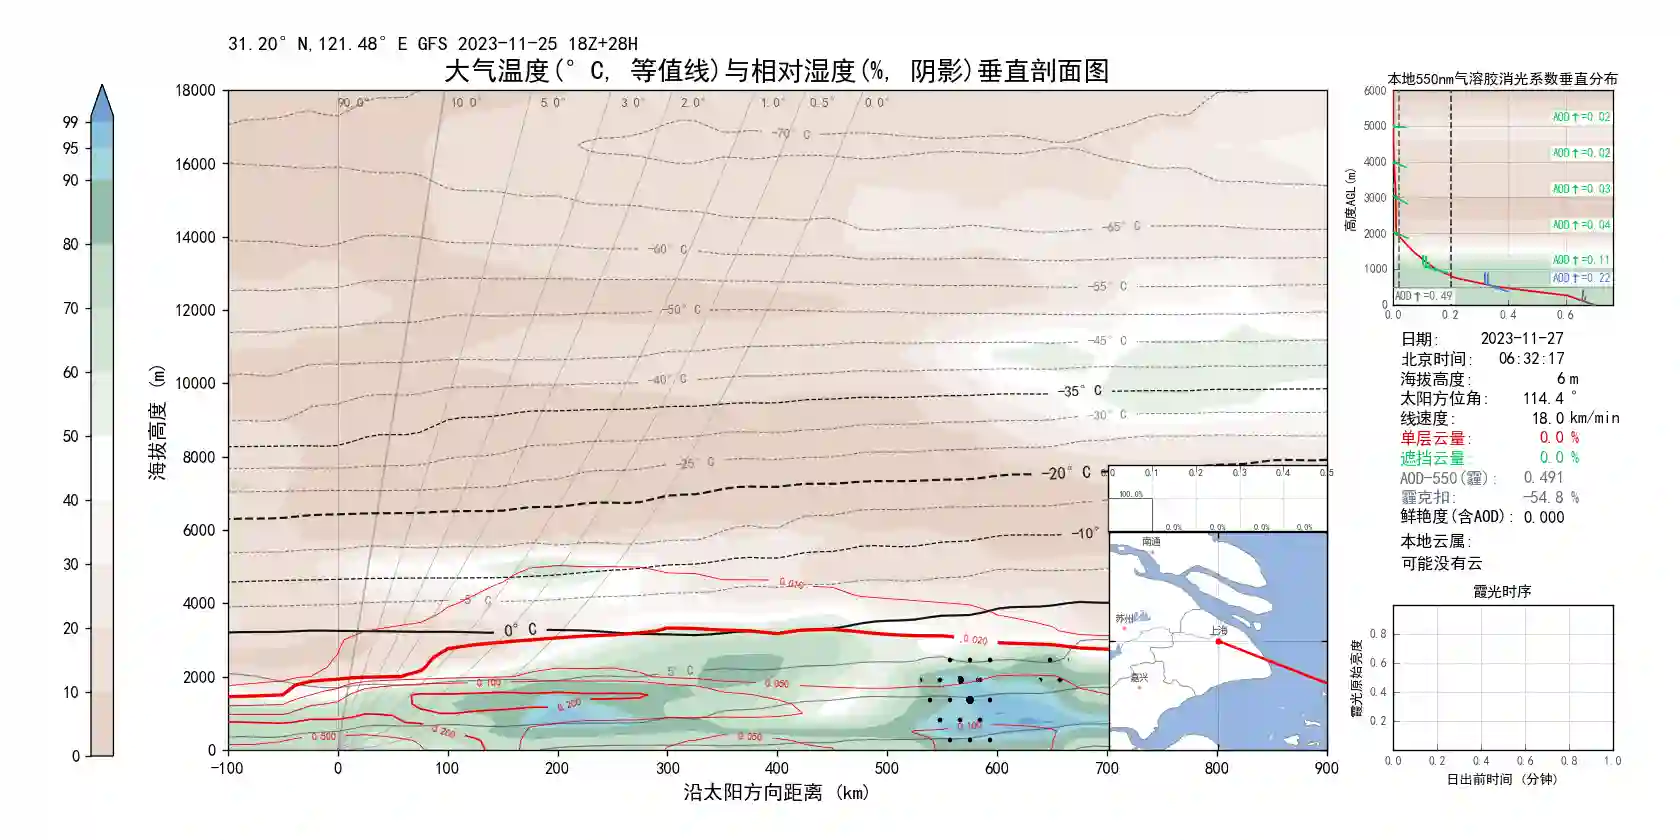 31.20°N,121.48°E GFS 2023-11-25 18Z+28H
大气温度(°C, 等值线)与相对湿度(%, 阴影)垂直剖面图
99
95
90
80
70
60
50
40
30
20
10
0
海拔高度 (m)
18000
16000
14000
12000
10000
8000
6000
4000
2000
0
90.0° 10.0° 5.0° 3.0° 2.0° 1.0° 0.5° 0.0°
-70°C
-65°C
-60°C
-55°C
-50°C
-45°C
-40°C
-35°C
-30°C
-25°C
-20°C
-10°
-5°C
0°C
5°C
0.010
0.020
0.100
0.050
0.200
0.500
0.200
0.050
0.100
-100 0 100 200 300 400 500 600 700 800 900
沿太阳方向距离 (km)
0.0 0.1 0.2 0.3 0.4 0.5
100.0%
0.0% 0.0% 0.0% 0.0%
南通
苏州
上海
嘉兴
本地550nm气溶胶消光系数垂直分布
高度AGL(m)
6000
5000
4000
3000
2000
1000
0
AOD↑=0.02
AOD↑=0.02
AOD↑=0.03
AOD↑=0.04
AOD↑=0.11
AOD↑=0.22
AOD↑=0.49
0.0 0.2 0.4 0.6
日期: 2023-11-27
北京时间: 06:32:17
海拔高度: 6 m
太阳方位角: 114.4 °
线速度: 18.0 km/min
单层云量: 0.0 %
遮挡云量: 0.0 %
AOD-550(霾): 0.491
霾克扣: -54.8 %
鲜艳度(含AOD): 0.000
本地云属:
可能没有云
霞光时序
霞光原始亮度
0.8
0.6
0.4
0.2
0.0 0.2 0.4 0.6 0.8 1.0
日出前时间 (分钟)